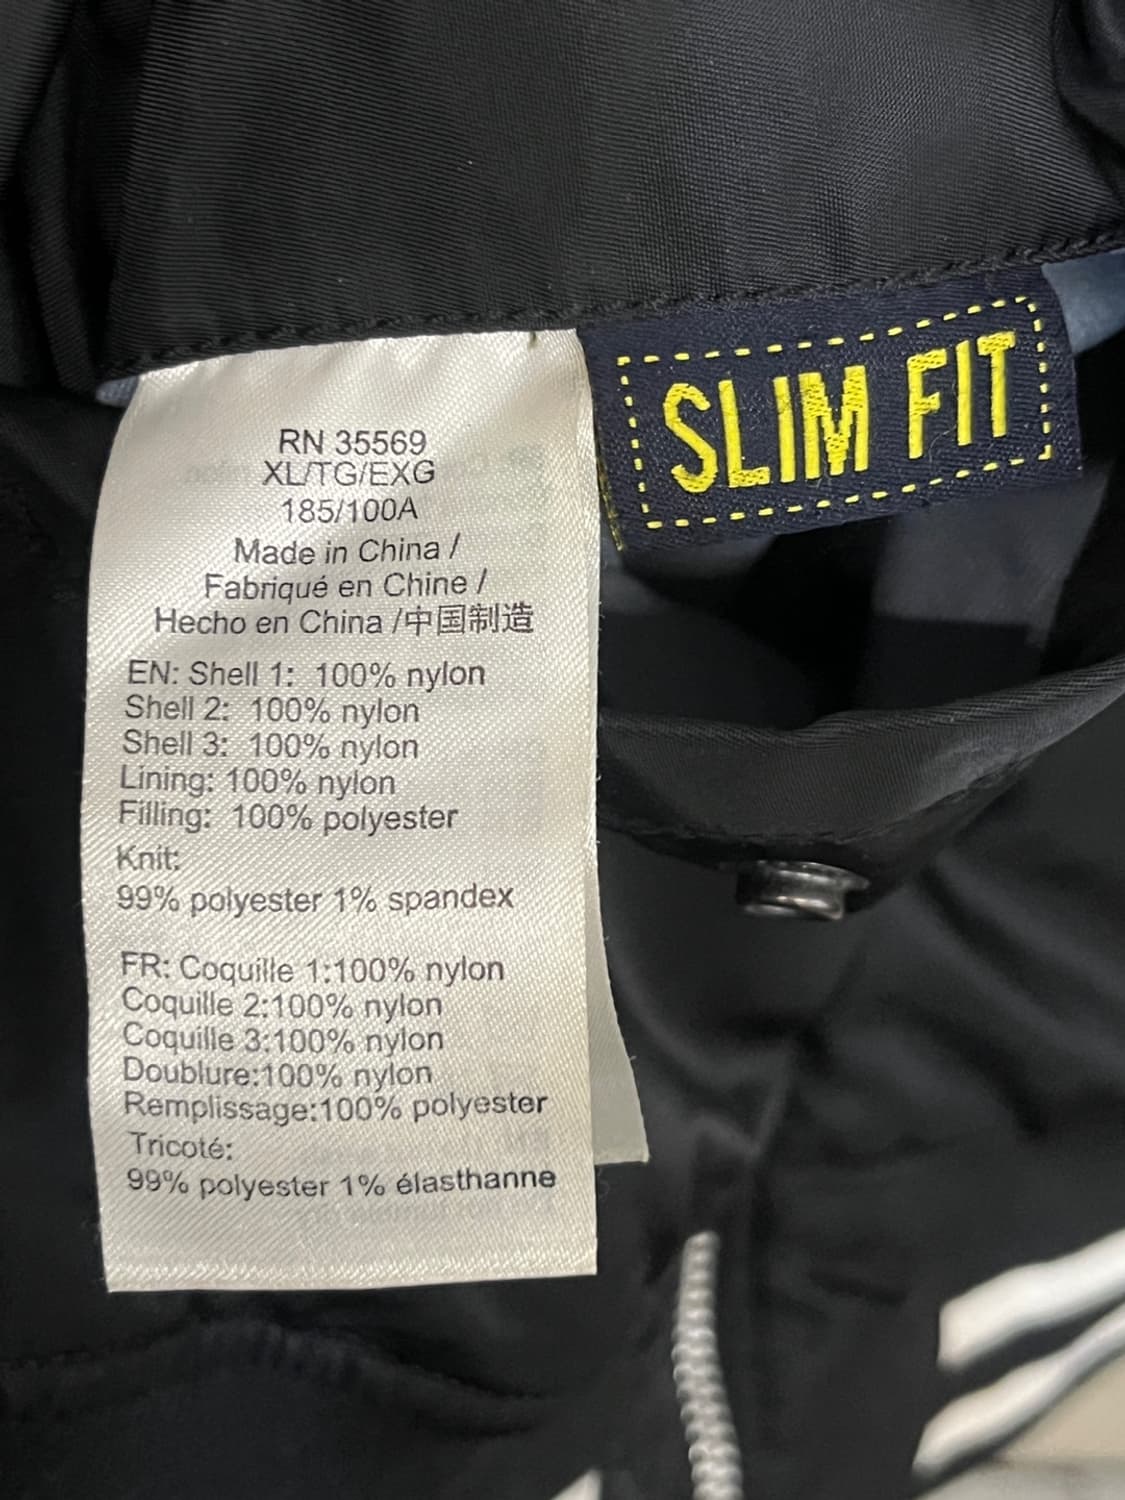 RN 35569
XL/TG/EXG
185/100A
Made in China /
Fabriqué en Chine /
Hecho en China /中国制造
EN: Shell 1: 100% nylon
Shell 2: 100% nylon
Shell 3: 100% nylon
Lining: 100% nylon
Filling: 100% polyester
Knit:
99% polyester 1% spandex
FR: Coquille 1:100% nylon
Coquille 2:100% nylon
Coquille 3:100% nylon
Doublure:100% nylon
Remplissage:100% polyester
Tricoté:
99% polyester 1% élasthanne
SLIM FIT